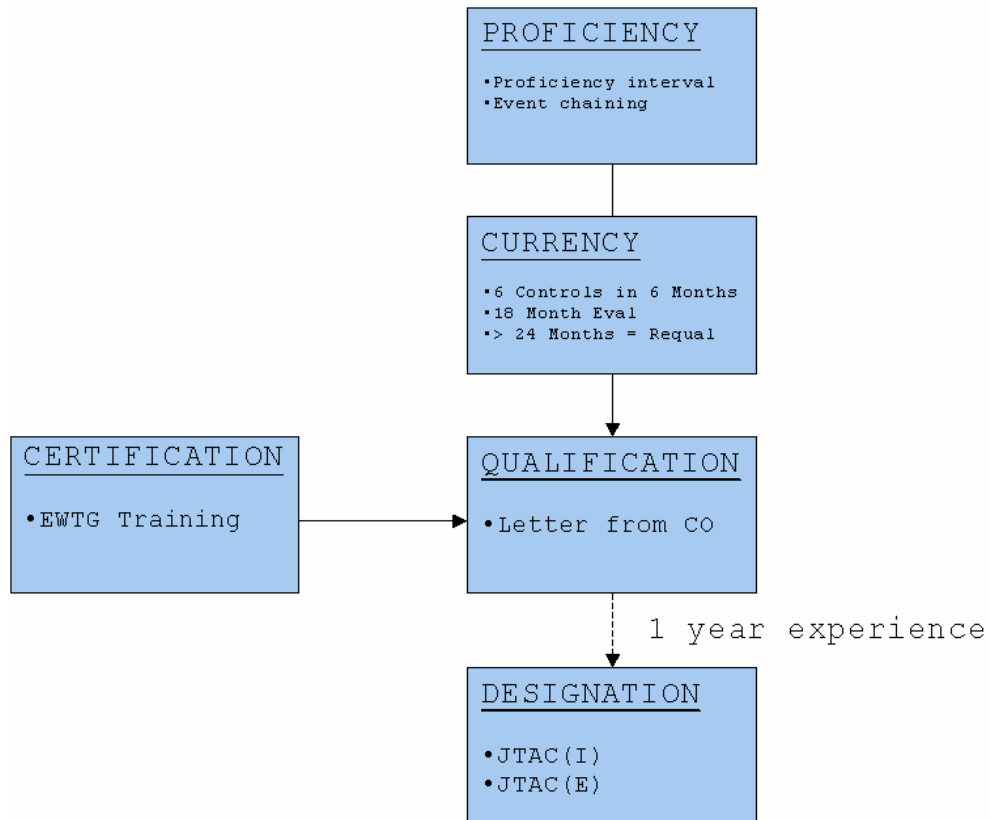 PROFICIENCY
•Proficiency interval
•Event chaining
CURRENCY
•6 Controls in 6 Months
•18 Month Eval
•> 24 Months = Requal
CERTIFICATION
•EWTG Training
QUALIFICATION
•Letter from CO
1 year experience
DESIGNATION
•JTAC(I)
•JTAC(E)